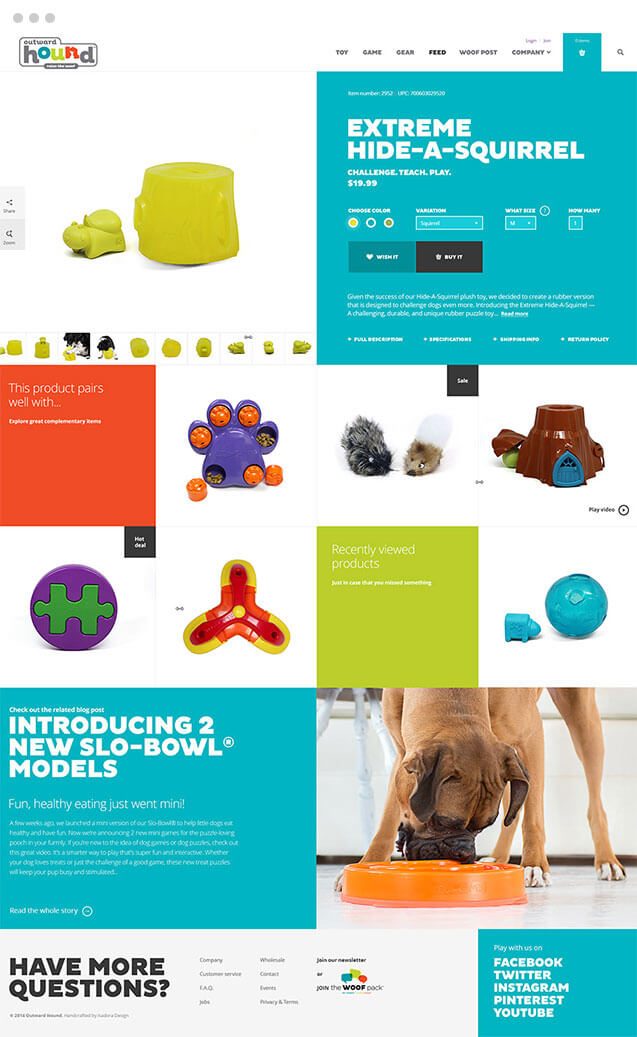 outward
hound
Login | Join
0 items
TOY GAME GEAR FEED WOOF POST COMPANY
Share
Zoom
Item number: 2952 UPC: 700603029520
EXTREME
HIDE-A-SQUIRREL
CHALLENGE. TEACH. PLAY.
$19.99
CHOOSE COLOR VARIATION WHAT SIZE ? HOW MANY
Squirrel M 1
WISH IT BUY IT
Given the success of our Hide-A-Squirrel plush toy, we decided to create a rubber version
that is designed to challenge dogs even more. Introducing the Extreme Hide-A-Squirrel —
A challenging, durable, and unique rubber puzzle toy... Read more
+ FULL DESCRIPTION + SPECIFICATIONS + SHIPPING INFO + RETURN POLICY
This product pairs
well with...
Explore great complementary items
Sale
Play video
Hot
deal
Recently viewed
products
Just in case that you missed something
Check out the related blog post
INTRODUCING 2
NEW SLO-BOWL®
MODELS
Fun, healthy eating just went mini!
A few weeks ago, we launched a mini version of our Slo-Bowl® to help little dogs eat
healthy and have fun. Now we're announcing 2 new mini games for the puzzle-loving
pooch in your family. If you're new to the idea of dog games or dog puzzles, check out
this great video. It's a smarter way to play that's super fun and interactive. Whether
your dog loves treats or just the challenge of a good game, these new treat puzzles
will keep your pup busy and stimulated...
Read the whole story
HAVE MORE
QUESTIONS?
© 2014 Outward Hound. Handcrafted by Aadora Design
Company
Customer service
F.A.Q.
Jobs
Wholesale
Contact
Events
Privacy & Terms
Join our newsletter
or
JOIN the WOOF pack
Play with us on
FACEBOOK
TWITTER
INSTAGRAM
PINTEREST
YOUTUBE